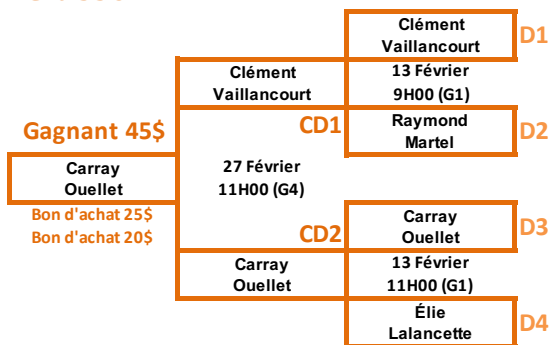 Clément
Vaillancourt
D1
Clément
Vaillancourt
13 Février
9H00 (G1)
Gagnant 45$
CD1
Raymond
Martel
D2
Carray
Ouellet
27 Février
11H00 (G4)
Bon d'achat 25$
Bon d'achat 20$
CD2
Carray
Ouellet
D3
Carray
Ouellet
13 Février
11H00 (G1)
Élie
Lalancette
D4